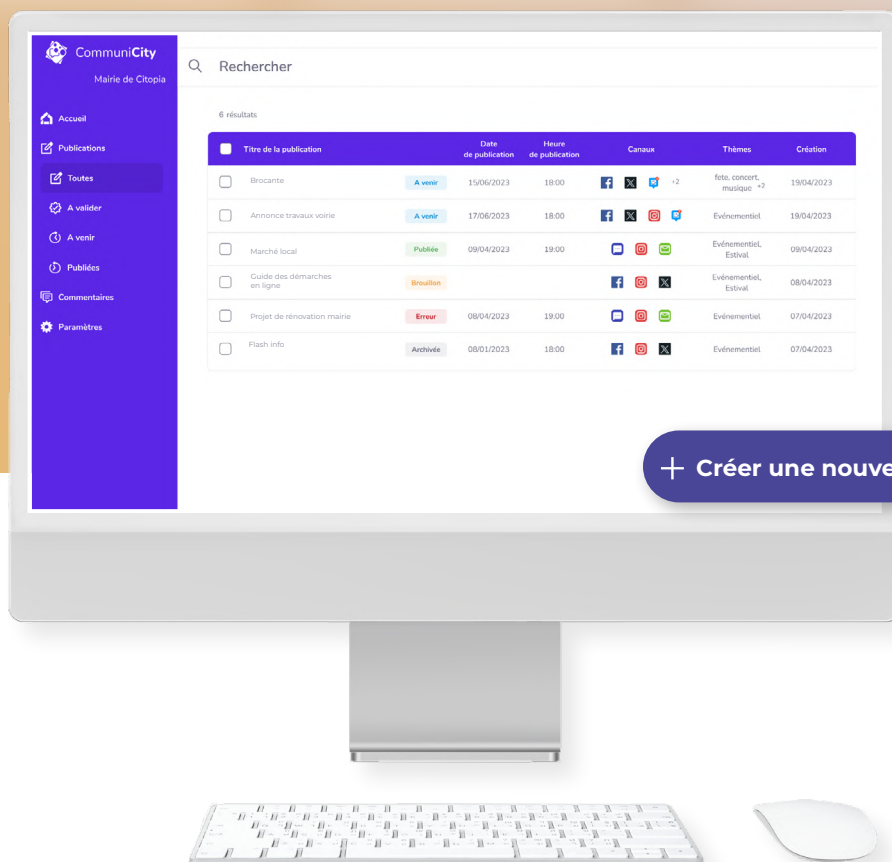 CommuniCity
Mairie de Citopia
Rechercher
Accueil
Publications
Toutes
A valider
A venir
Publiées
Commentaires
Paramètres
6 résultats
Titre de la publication
Date
de publication
Heure
de publication
Canaux
Thèmes
Création
Brocante
A venir
15/06/2023
18:00
+2
fete, concert,
musique +2
19/04/2023
Annonce travaux voirie
A venir
17/06/2023
18:00
Evénementiel
19/04/2023
Marché local
Publiée
09/04/2023
19:00
Evénementiel,
Estival
09/04/2023
Guide des démarches
en ligne
Brouillon
Evénementiel,
Estival
08/04/2023
Projet de rénovation mairie
Erreur
08/04/2023
19:00
Evénementiel
07/04/2023
Flash info
Archivée
08/01/2023
18:00
Evénementiel
07/04/2023
+ Créer une nouve